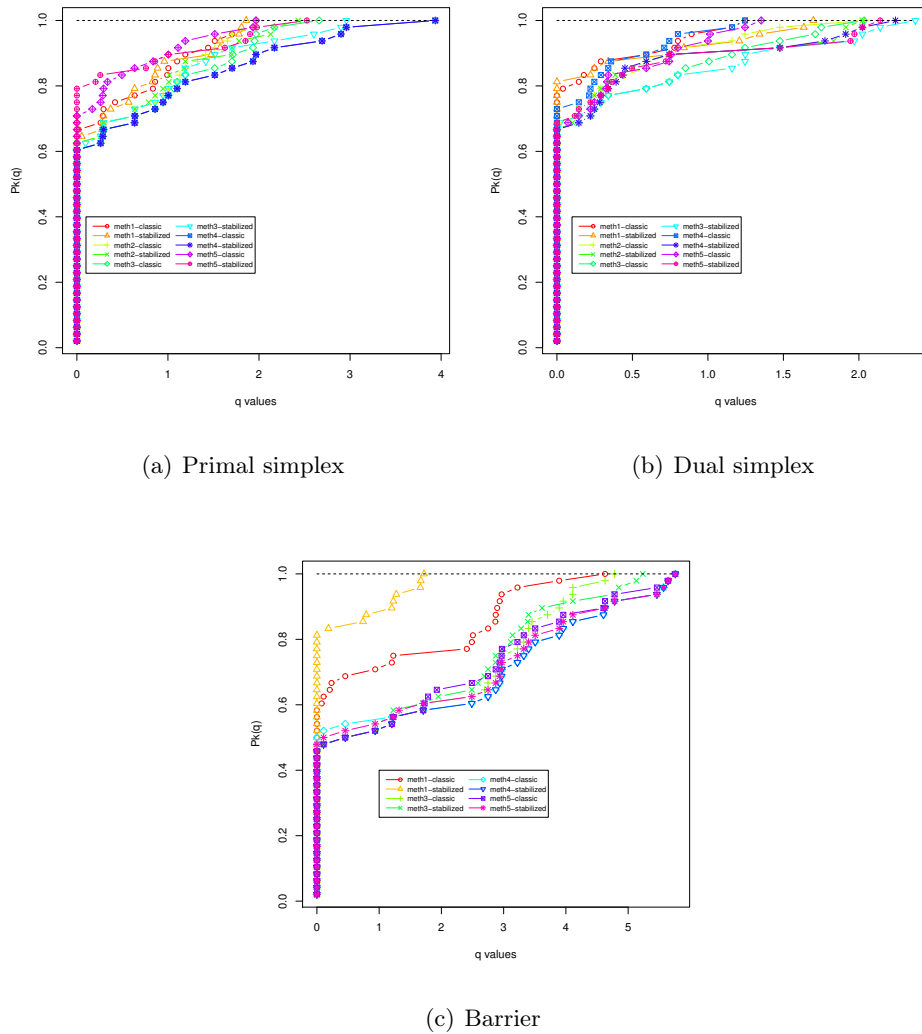 1.0
0.8
0.6
0.4
0.2
0.0
Pk(q)
meth1−classic
meth1−stabilized
meth2−classic
meth2−stabilized
meth3−classic
meth3−stabilized
meth4−classic
meth4−stabilized
meth5−classic
meth5−stabilized
0 1 2 3 4
q values
(a) Primal simplex
1.0
0.8
0.6
0.4
0.2
0.0
Pk(q)
meth1−classic
meth1−stabilized
meth2−classic
meth2−stabilized
meth3−classic
meth3−stabilized
meth4−classic
meth4−stabilized
meth5−classic
meth5−stabilized
0.0 0.5 1.0 1.5 2.0
q values
(b) Dual simplex
1.0
0.8
0.6
0.4
0.2
0.0
Pk(q)
meth1−classic
meth1−stabilized
meth3−classic
meth3−stabilized
meth4−classic
meth4−stabilized
meth5−classic
meth5−stabilized
0 1 2 3 4 5
q values
(c) Barrier